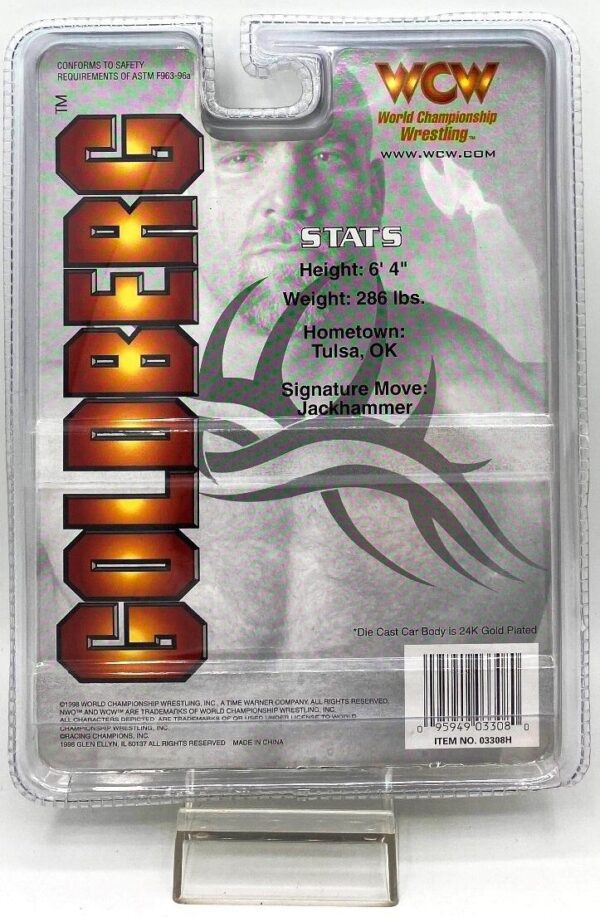 CONFORMS TO SAFETY
REQUIREMENTS OF ASTM F963-96a
GOLDBERG TM
WCW
World Championship
Wrestling™
WWW.WCW.COM
STATS
Height: 6' 4"
Weight: 286 lbs.
Hometown:
Tulsa, OK
Signature Move:
Jackhammer
*Die Cast Car Body is 24K Gold Plated
©1998 WORLD CHAMPIONSHIP WRESTLING, INC., A TIME WARNER COMPANY. ALL RIGHTS RESERVED.
NWO™ AND WCW™ ARE TRADEMARKS OF WORLD CHAMPIONSHIP WRESTLING, INC.
ALL CHARACTERS DEPICTED ARE TRADEMARKS OF OR USED UNDER LICENSE TO WORLD
CHAMPIONSHIP WRESTLING, INC.
©RACING CHAMPIONS, INC.
1998 GLEN ELLYN, IL 60137 ALL RIGHTS RESERVED MADE IN CHINA
0 95949 03308 0
ITEM NO. 03308H